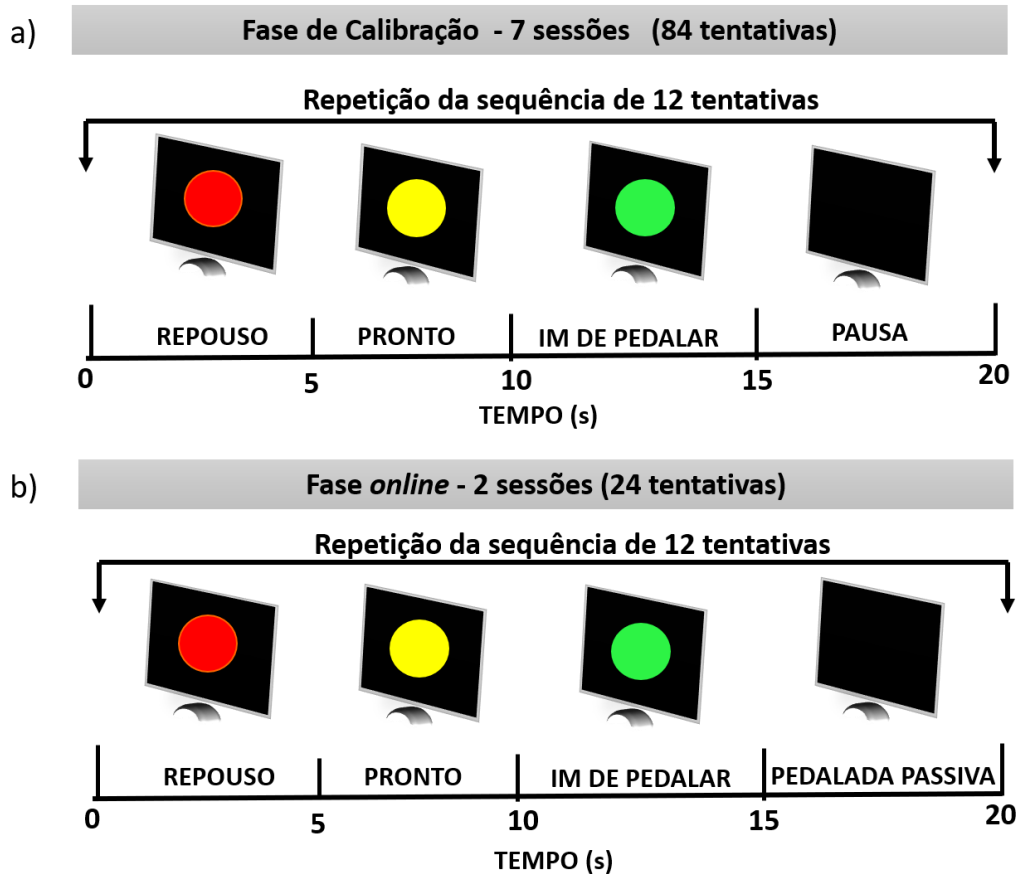 a)
Fase de Calibração - 7 sessões (84 tentativas)
Repetição da sequência de 12 tentativas
REPOUSO PRONTO IM DE PEDALAR PAUSA
0 5 10 15 20
TEMPO (s)
b)
Fase online - 2 sessões (24 tentativas)
Repetição da sequência de 12 tentativas
REPOUSO PRONTO IM DE PEDALAR PEDALADA PASSIVA
0 5 10 15 20
TEMPO (s)